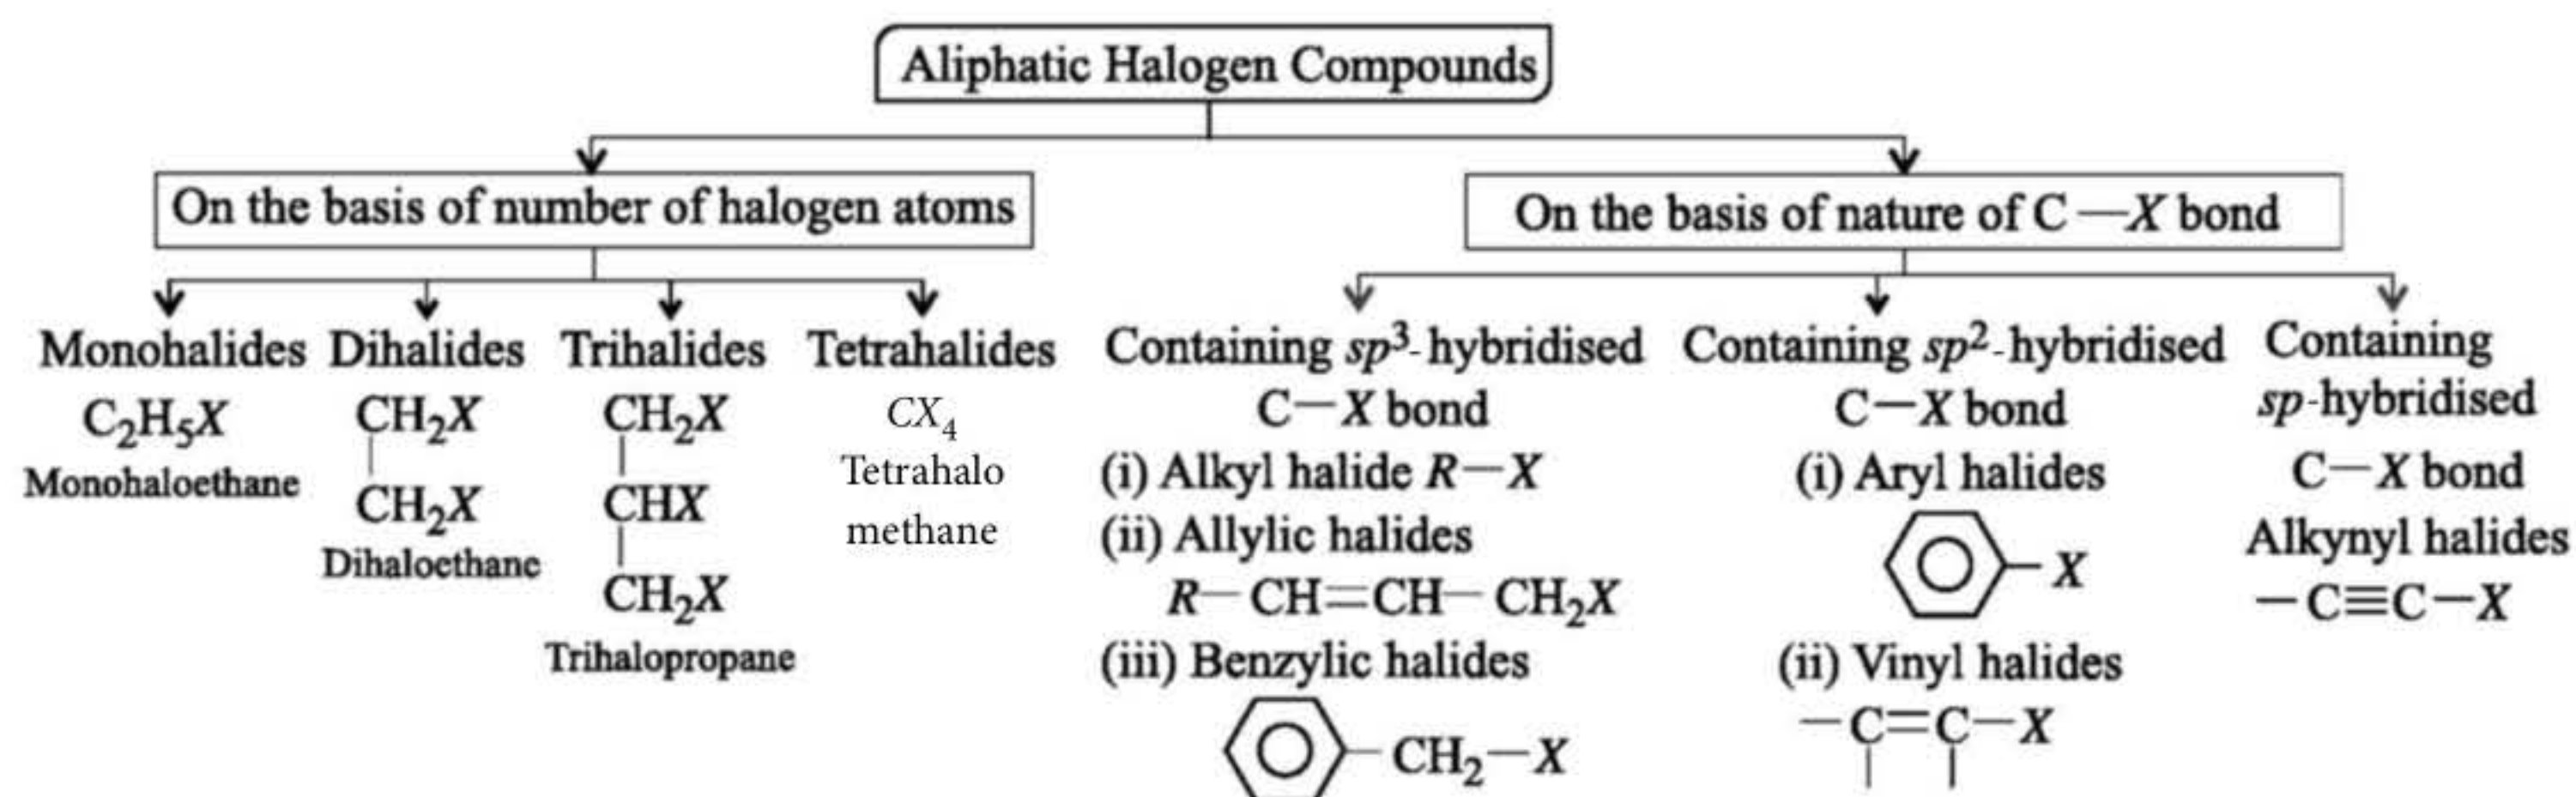 Aliphatic Halogen Compounds
On the basis of number of halogen atoms
On the basis of nature of C—X bond
Monohalides
C₂H₅X
Monohaloethane
Dihalides
CH₂X
CH₂X
Dihaloethane
Trihalides
CH₂X
CHX
CH₂X
Trihalopropane
Tetrahalides
CX₄
Tetrahalo
methane
Containing sp³-hybridised
C—X bond
(i) Alkyl halide R—X
(ii) Allylic halides
R—CH=CH—CH₂X
(iii) Benzylic halides
—CH₂—X
Containing sp²-hybridised
C—X bond
(i) Aryl halides
—X
(ii) Vinyl halides
—C=C—X
Containing
sp-hybridised
C—X bond
Alkynyl halides
—C≡C—X